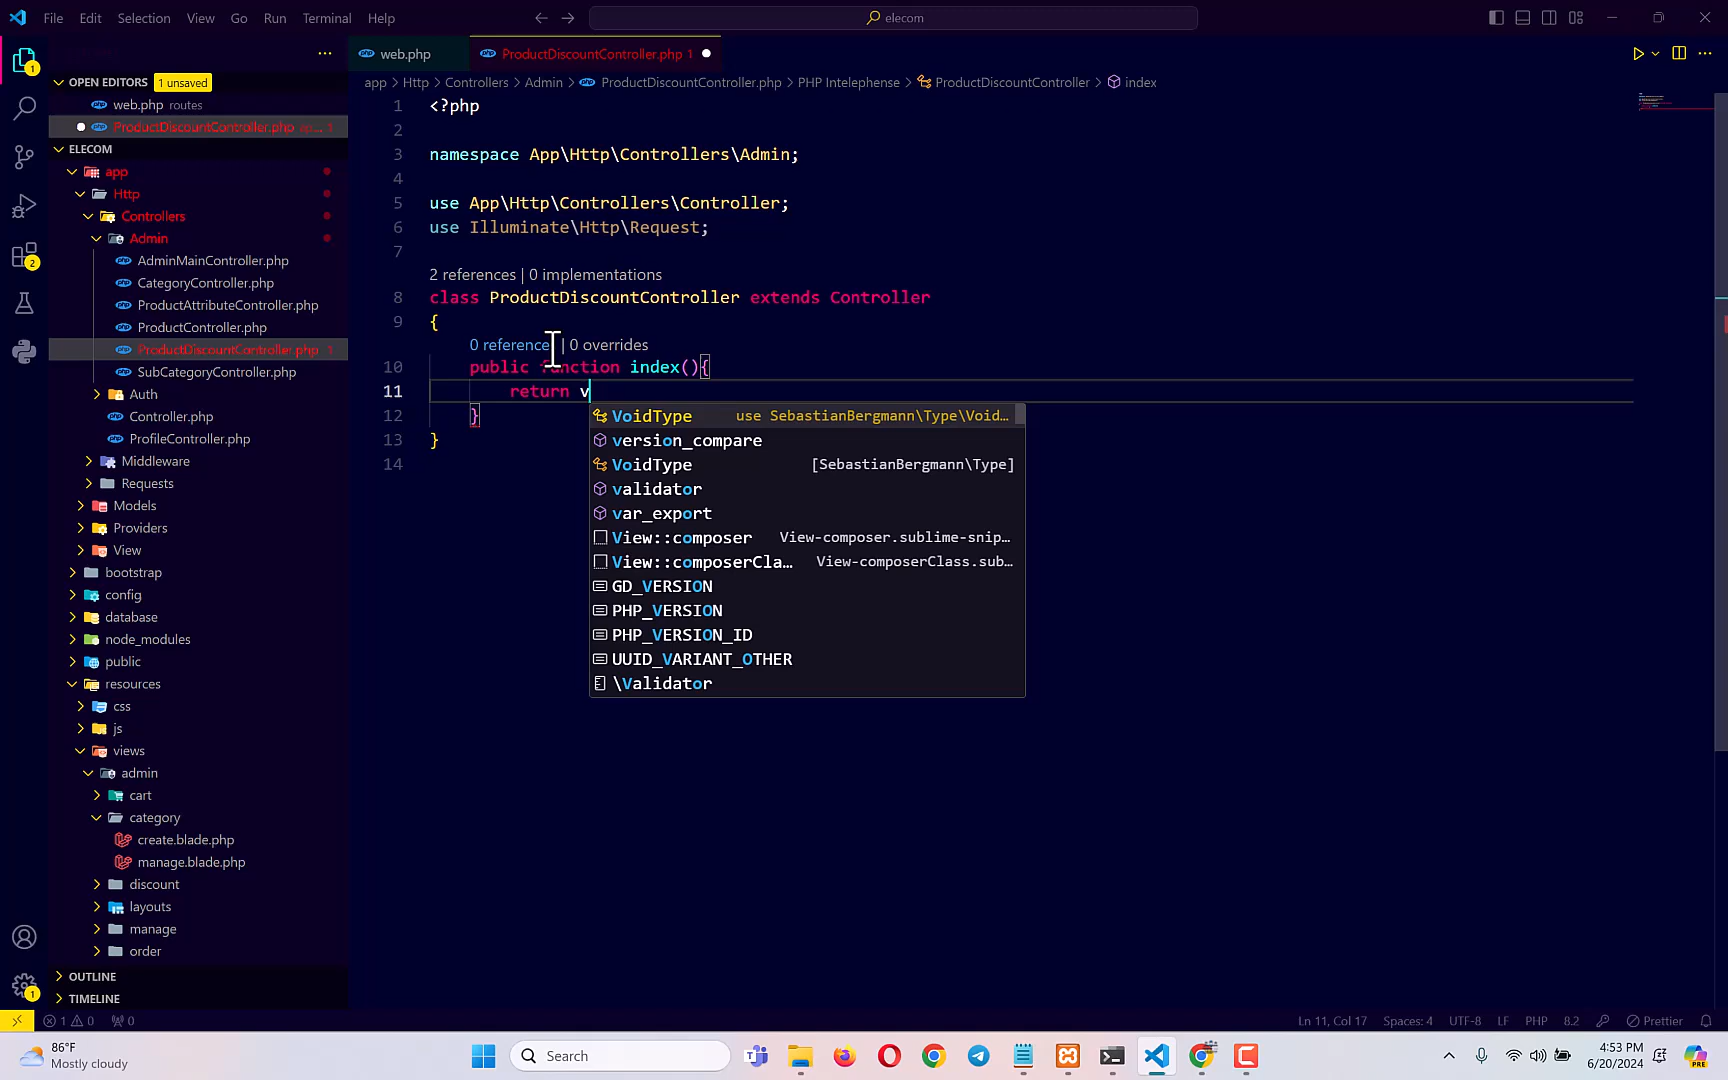 File Edit Selection View Go Run Terminal Help
elecom
OPEN EDITORS 1 unsaved
web.php routes
ProductDiscountController.php ap... 1
ELECOM
app
Http
Controllers
Admin
AdminMainController.php
CategoryController.php
ProductAttributeController.php
ProductController.php
ProductDiscountController.php 1
SubCategoryController.php
Auth
Controller.php
ProfileController.php
Middleware
Requests
Models
Providers
View
bootstrap
config
database
node_modules
public
resources
css
js
views
admin
cart
category
create.blade.php
manage.blade.php
discount
layouts
manage
order
OUTLINE
TIMELINE
web.php ProductDiscountController.php 1
app > Http > Controllers > Admin > ProductDiscountController.php > PHP Intelephense > ProductDiscountController > index
1 <?php
2
3 namespace App\Http\Controllers\Admin;
4
5 use App\Http\Controllers\Controller;
6 use Illuminate\Http\Request;
7
2 references | 0 implementations
8 class ProductDiscountController extends Controller
9 {
0 reference | 0 overrides
10 public function index(){
11 return v
12 }
13 }
14
VoidType use SebastianBergmann\Type\Void...
version_compare
VoidType [SebastianBergmann\Type]
validator
var_export
View::composer View-composer.sublime-snip...
View::composerCla... View-composerClass.sub...
GD_VERSION
PHP_VERSION
PHP_VERSION_ID
UUID_VARIANT_OTHER
\Validator
1 0 0 Ln 11, Col 17 Spaces: 4 UTF-8 LF PHP 8.2 Prettier
86°F
Mostly cloudy
Search
4:53 PM
6/20/2024